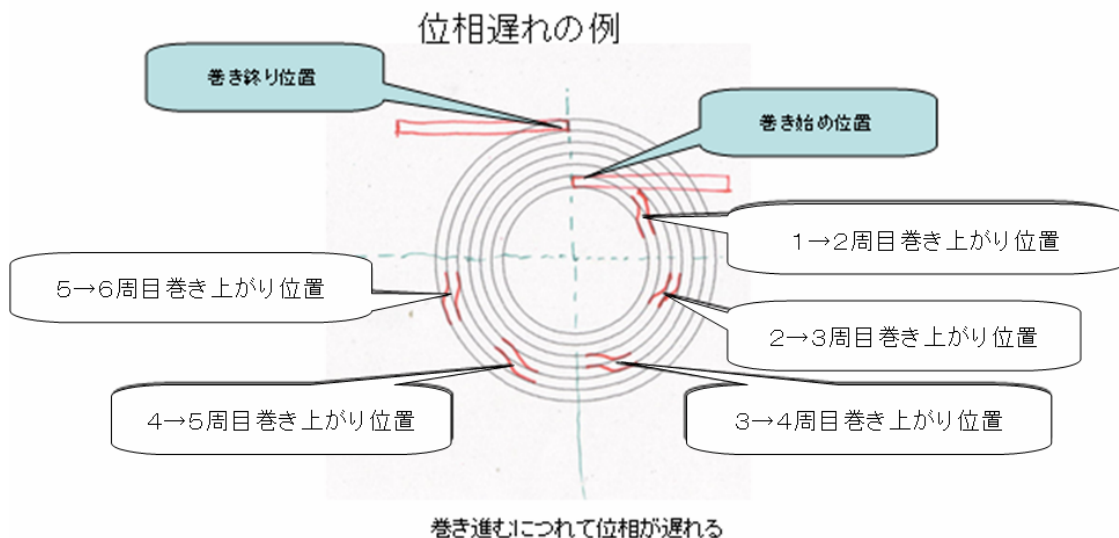 位相遅れの例
巻き終り位置
巻き始め位置
1→2周目巻き上がり位置
5→6周目巻き上がり位置
2→3周目巻き上がり位置
4→5周目巻き上がり位置
3→4周目巻き上がり位置
巻き進むにつれて位相が遅れる